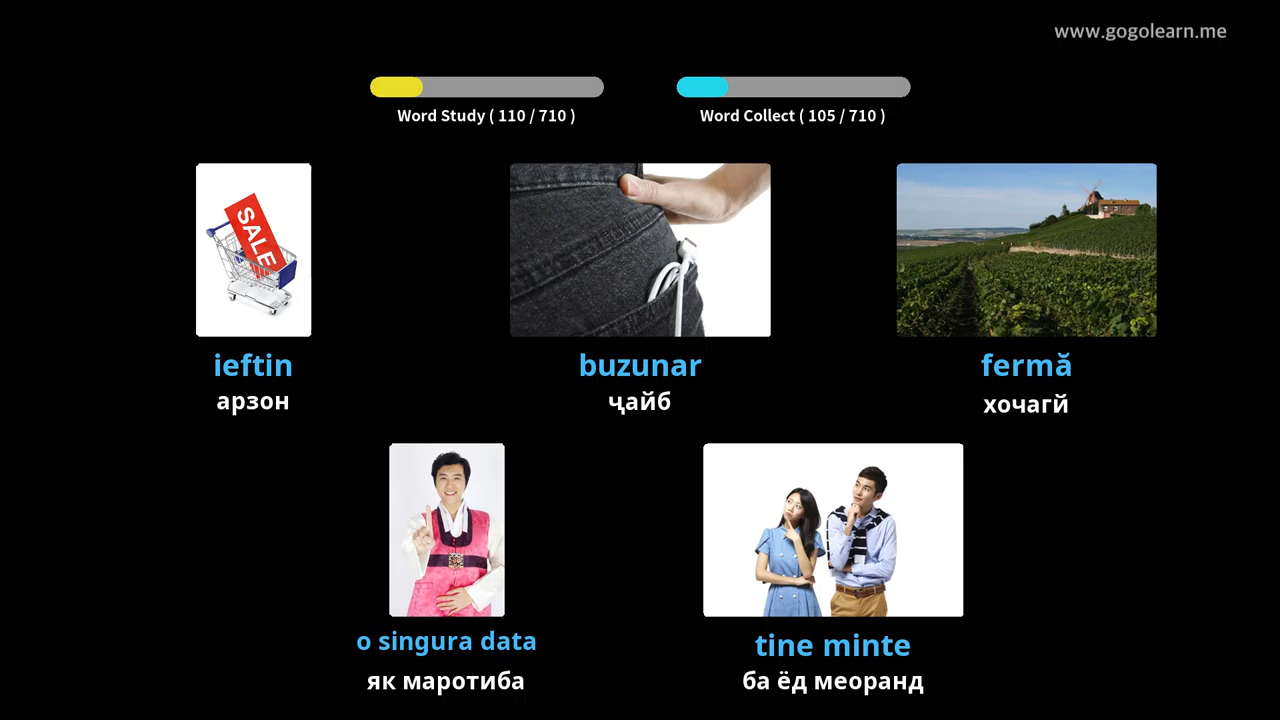 www.gogolearn.me
Word Study ( 110 / 710 )
Word Collect ( 105 / 710 )
SALE
ieftin
арзон
buzunar
ҷайб
fermă
хочагӣ
o singura data
як маротиба
tine minte
ба ёд меоранд